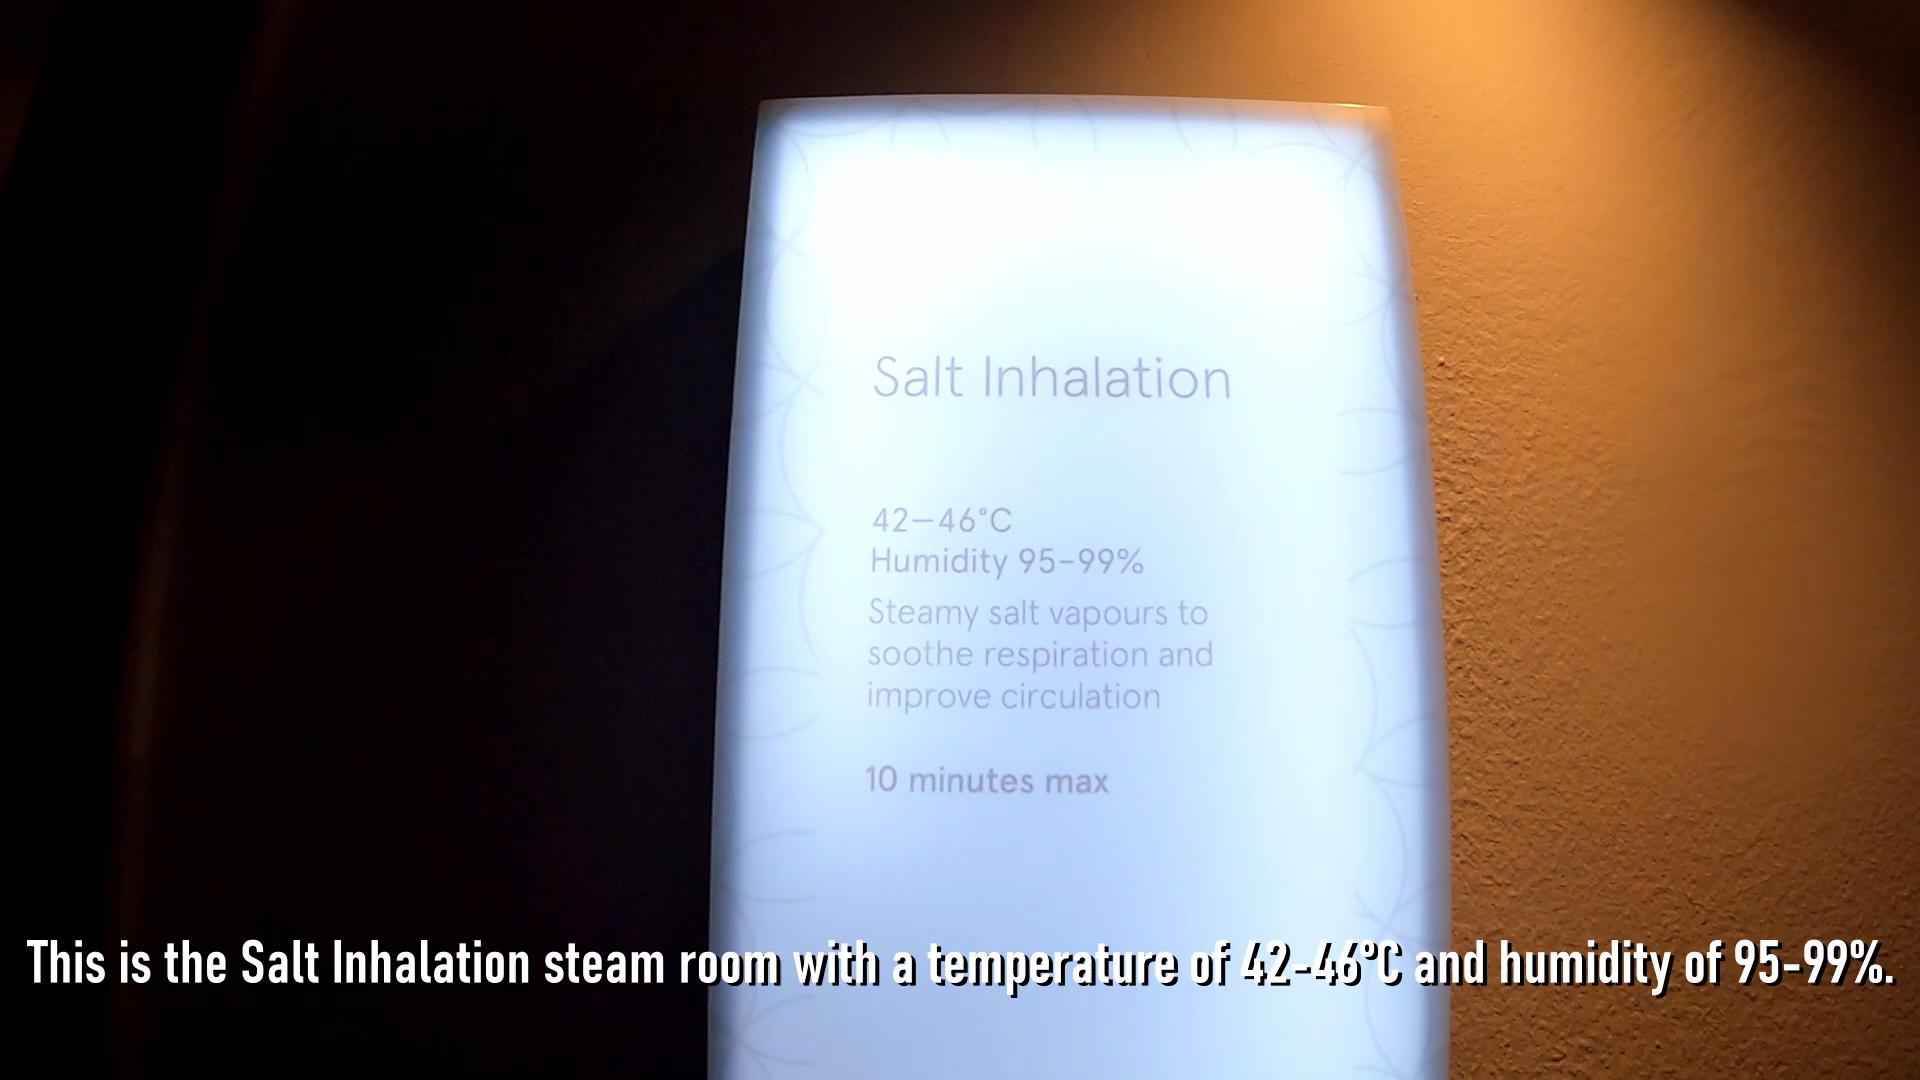 Salt Inhalation
42–46°C
Humidity 95-99%
Steamy salt vapours to
soothe respiration and
improve circulation
10 minutes max
This is the Salt Inhalation steam room with a temperature of 42-46°C and humidity of 95-99%.